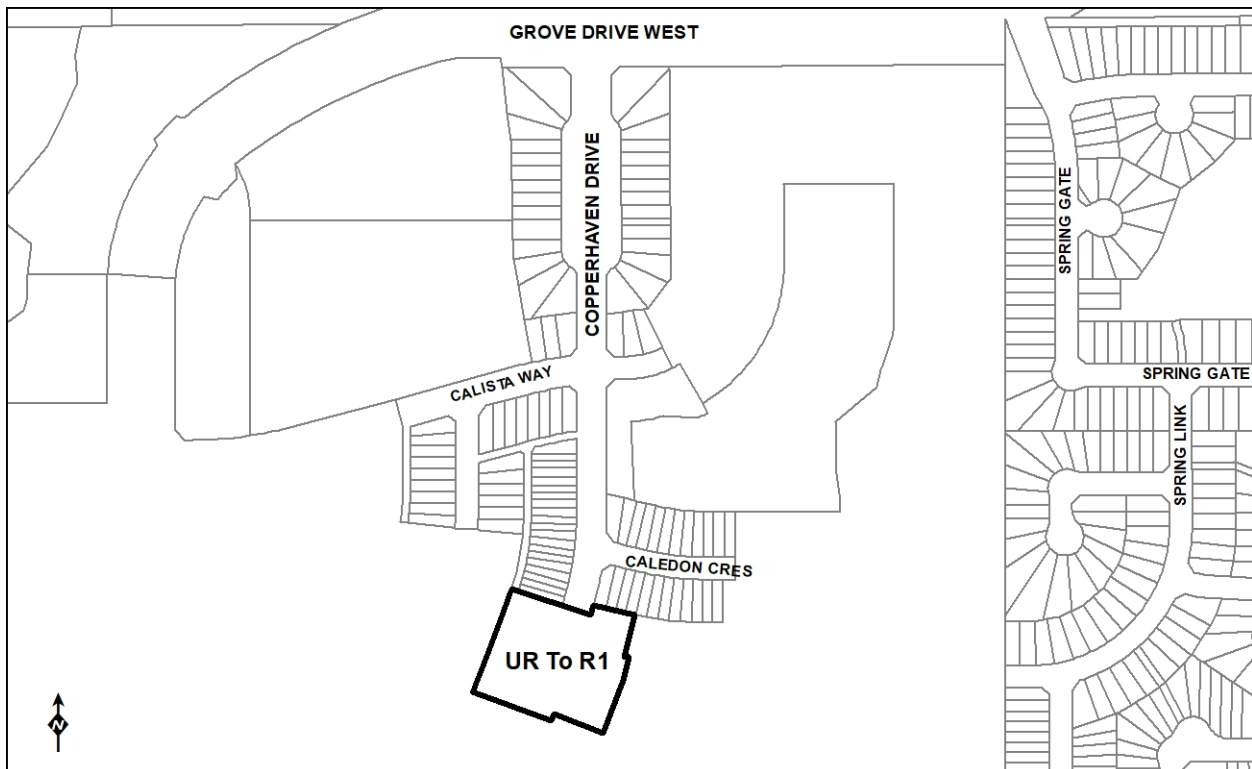 GROVE DRIVE WEST
COPPERHAVEN DRIVE
SPRING GATE
CALISTA WAY
SPRING GATE
SPRING LINK
CALEDON CRES
UR To R1
N